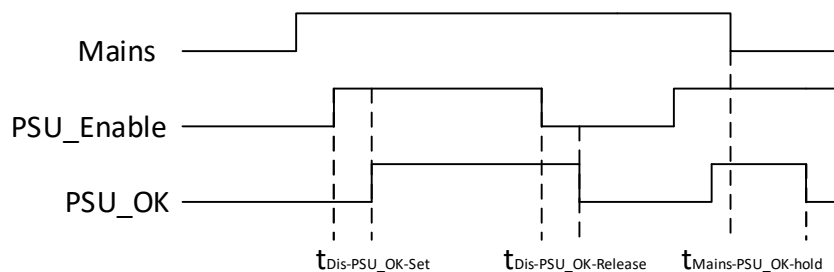 Mains
PSU_Enable
PSU_OK
tDis-PSU_OK-Set tDis-PSU_OK-Release tMains-PSU_OK-hold